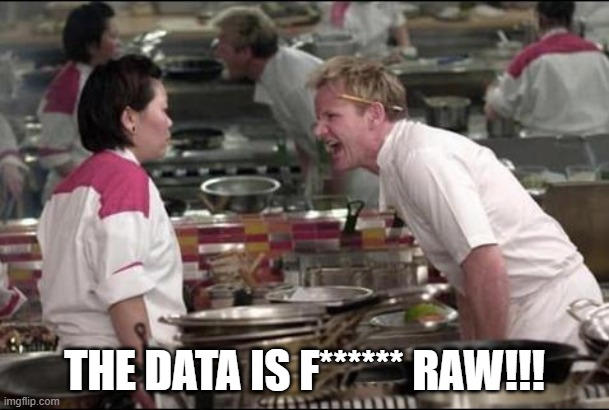 THE DATA IS F****** RAW!!!
imgflip.com